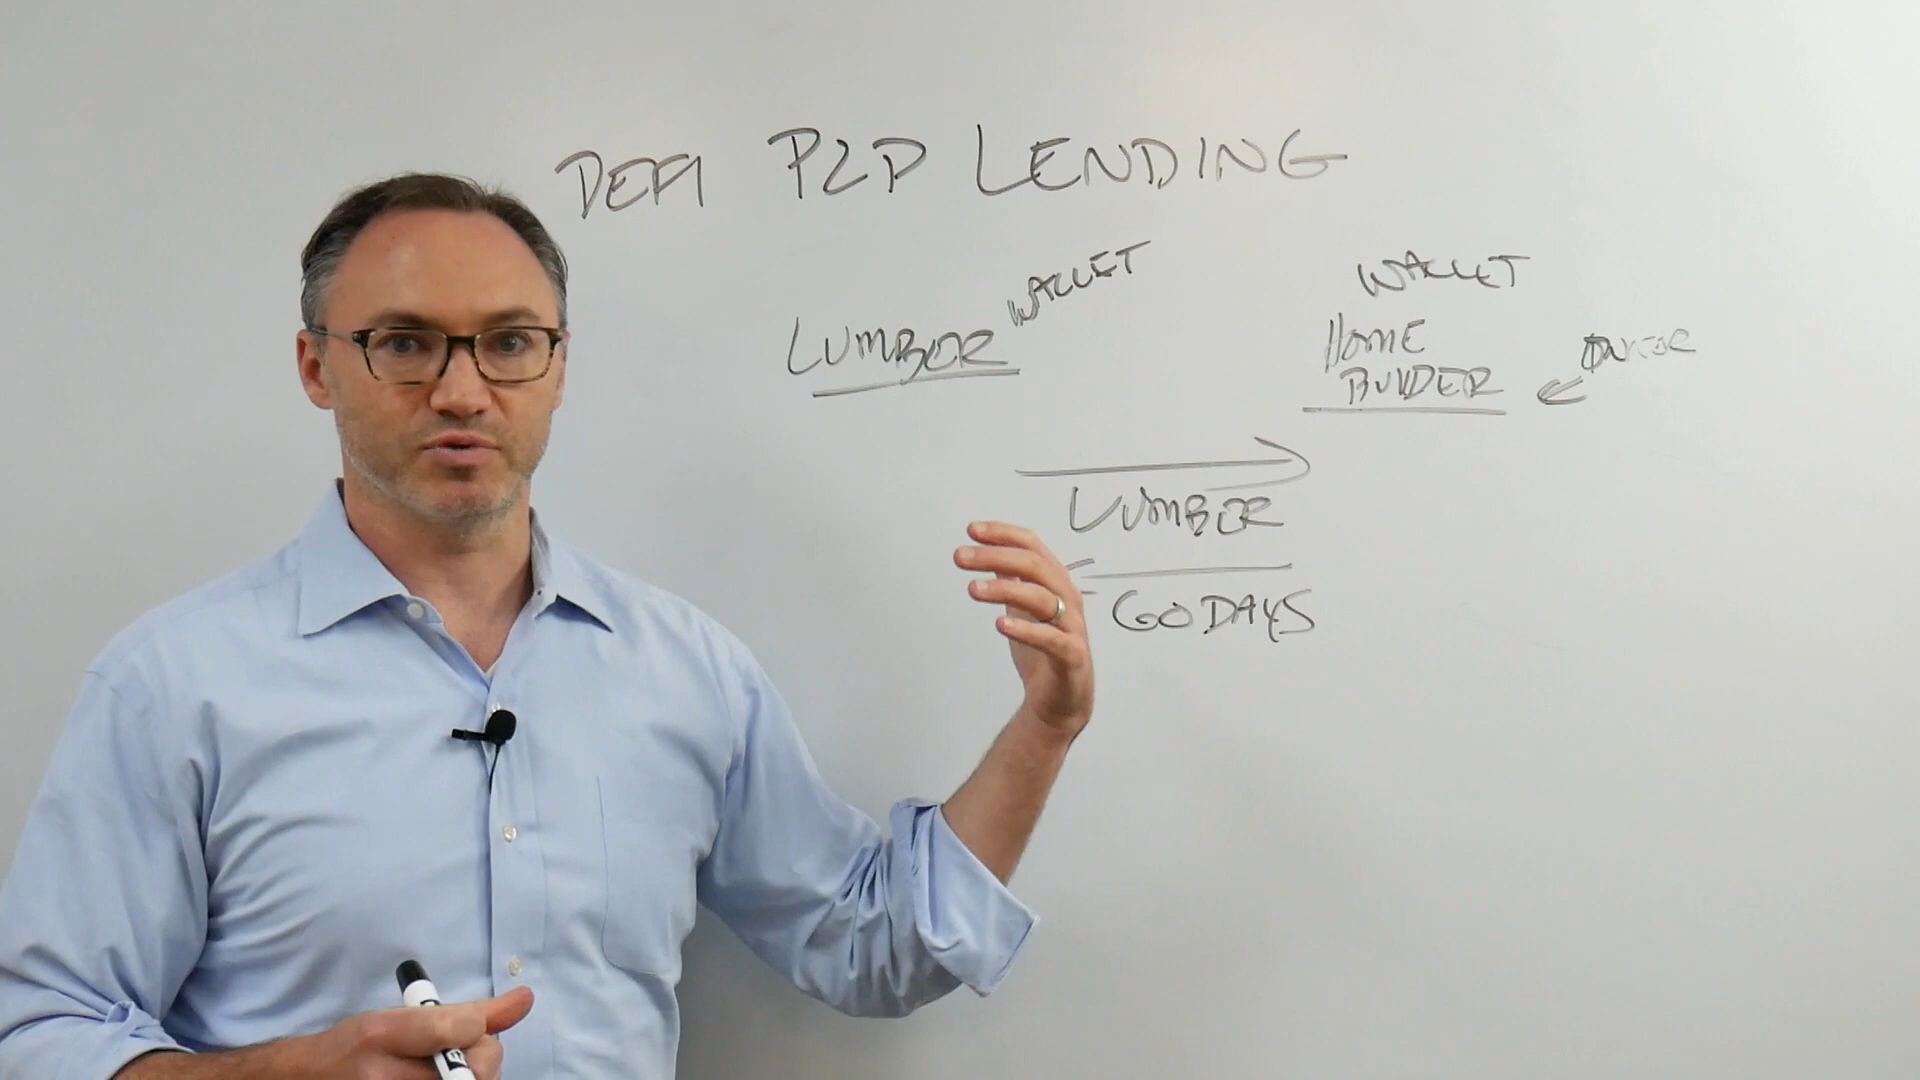 DEFI P2P LENDING
WALLET
WALLET
LUMBER
HOME
BUILDER
LUMBER
60 DAYS